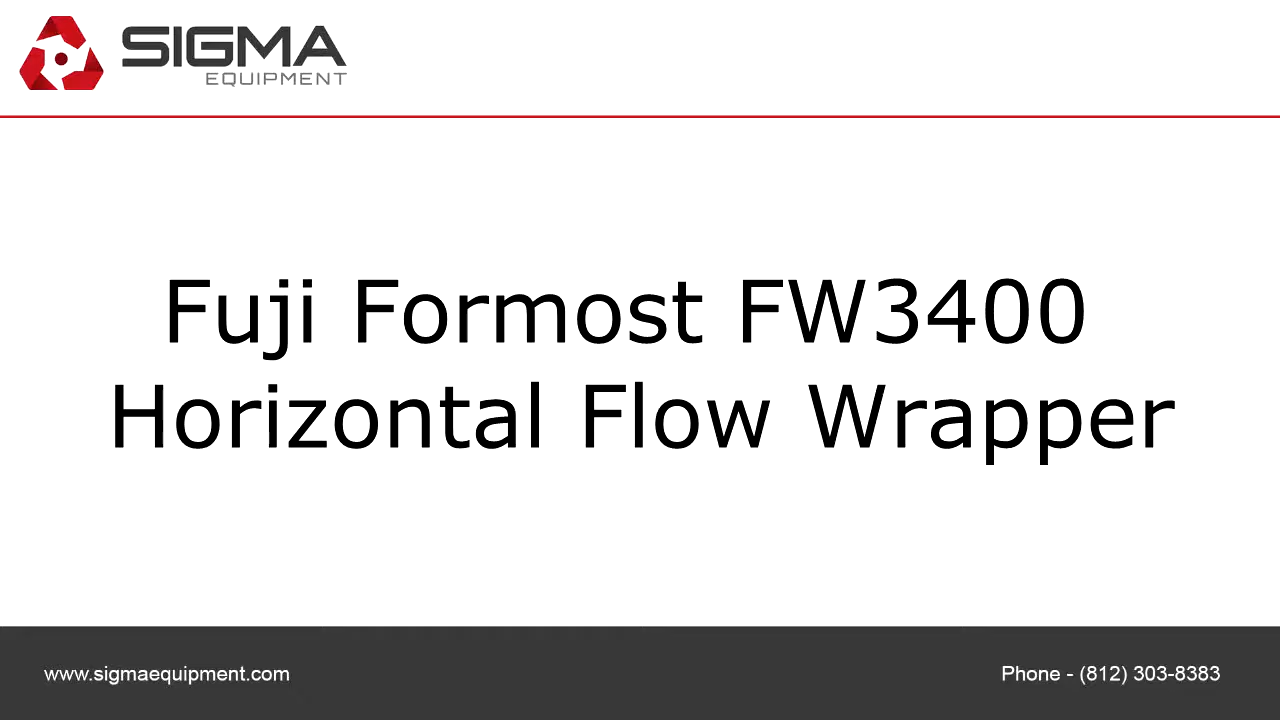 SIGMA
EQUIPMENT
Fuji Formost FW3400
Horizontal Flow Wrapper
www.sigmaequipment.com
Phone - (812) 303-8383